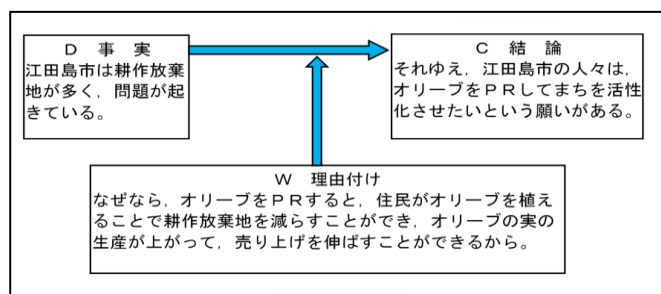 D 事 実
江田島市は耕作放棄
地が多く，問題が起
きている。
C 結 論
それゆえ，江田島市の人々は，
オリーブをＰＲしてまちを活性
化させたいという願いがある。
W 理由付け
なぜなら，オリーブをＰＲすると，住民がオリーブを植え
ることで耕作放棄地を減らすことができ，オリーブの実の
生産が上がって，売り上げを伸ばすことができるから。